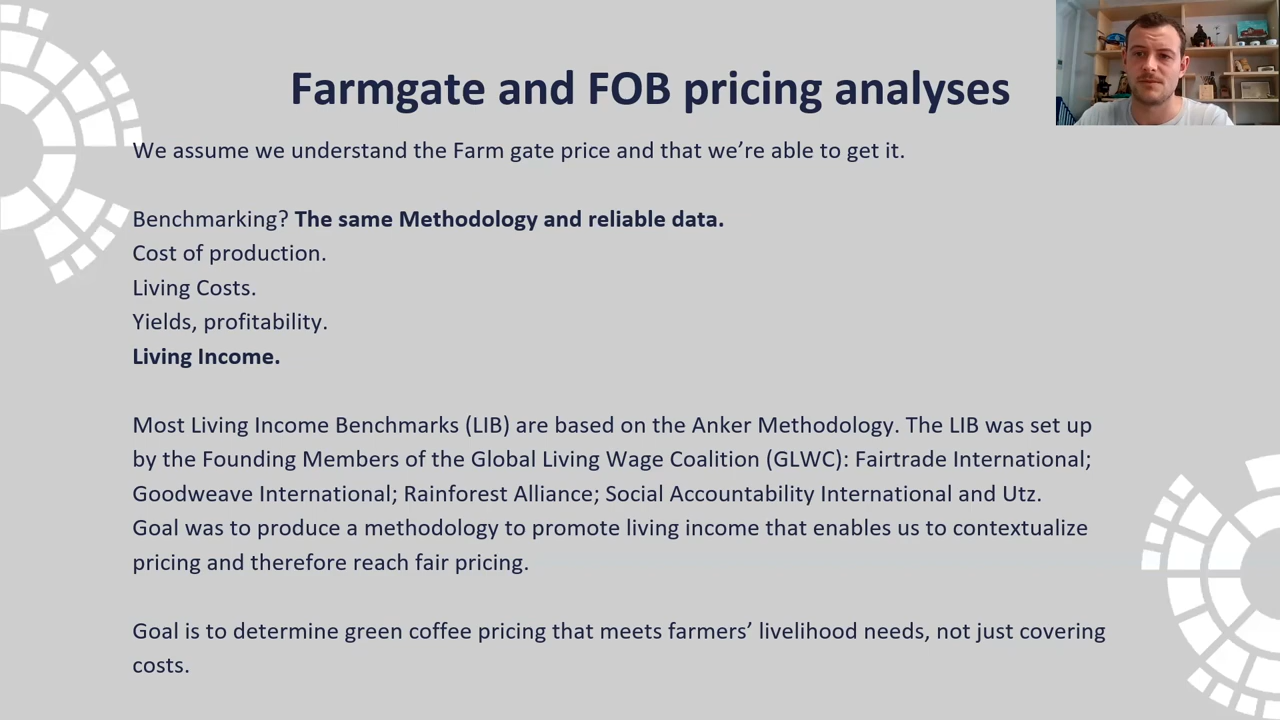 Farmgate and FOB pricing analyses
We assume we understand the Farm gate price and that we’re able to get it.
Benchmarking? The same Methodology and reliable data.
Cost of production.
Living Costs.
Yields, profitability.
Living Income.
Most Living Income Benchmarks (LIB) are based on the Anker Methodology. The LIB was set up
by the Founding Members of the Global Living Wage Coalition (GLWC): Fairtrade International;
Goodweave International; Rainforest Alliance; Social Accountability International and Utz.
Goal was to produce a methodology to promote living income that enables us to contextualize
pricing and therefore reach fair pricing.
Goal is to determine green coffee pricing that meets farmers’ livelihood needs, not just covering
costs.